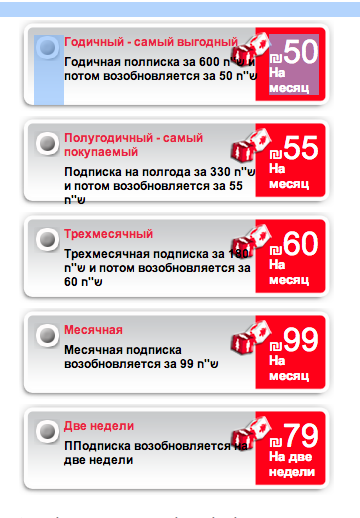 Годичный - самый выгодный
Годичная полписка за 600 ש"ח и
потом возобновляется за 50 ש"ח
₪50
На
месяц
Полугодичный - самый
покупаемый
Подписка на полгода за 330 ש"ח
и потом возобновляется за 55
ש"ח
₪55
На
месяц
Трехмесячный
Трехмесячная подписка за 180
ש"ח и потом возобновляется за
60 ש"ח
₪60
На
месяц
Месячная
Месячная подписка
возобновляется за 99 ש"ח
₪99
На
месяц
Две недели
ППодписка возобновляется на
две недели
₪79
На две
недели